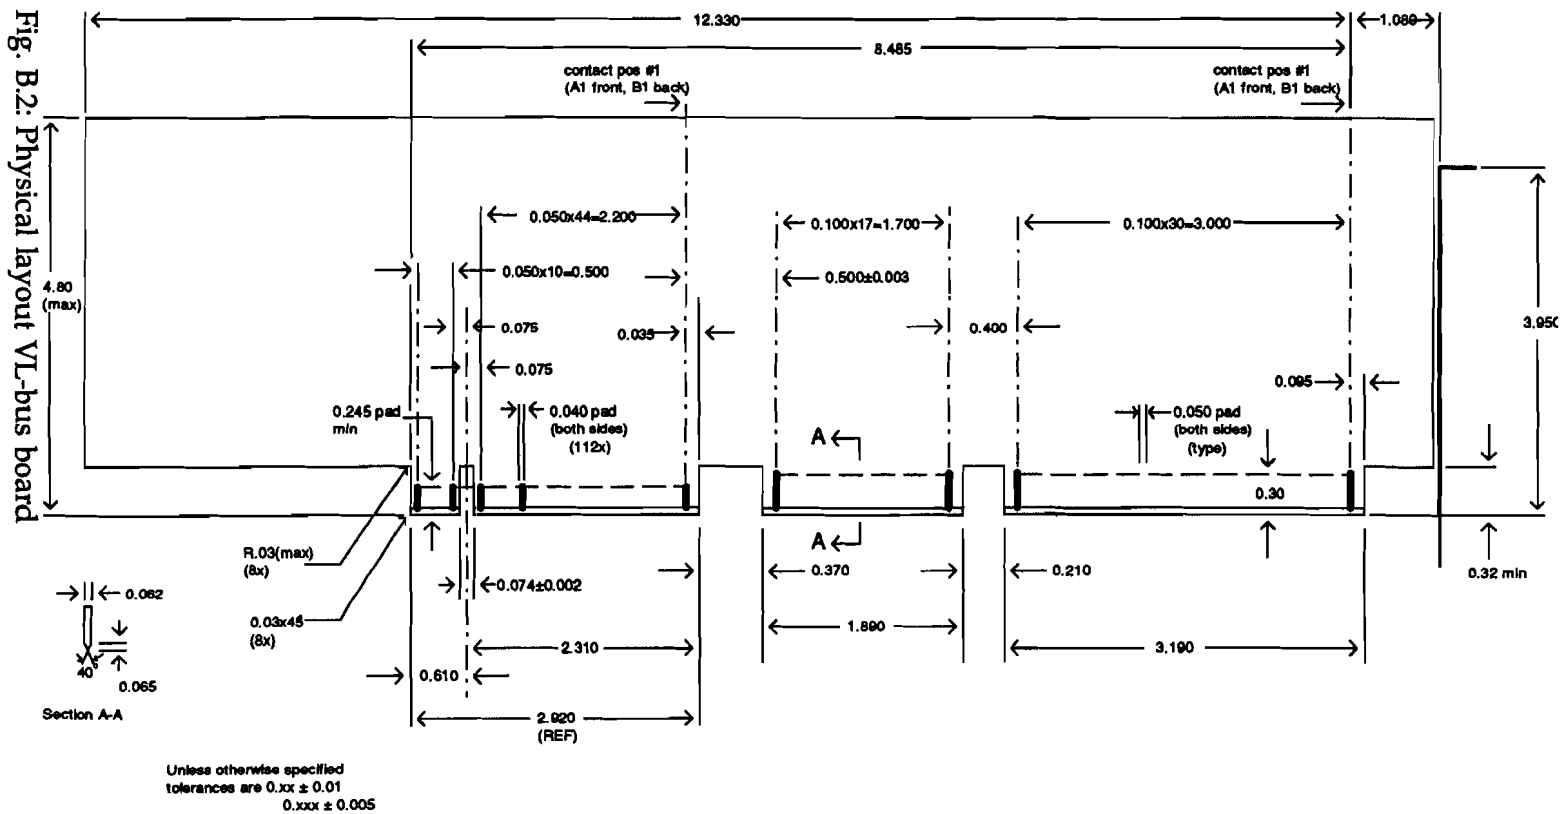 Fig. B.2: Physical layout VL-bus board
12.330
1.080
8.485
contact pos #1
(A1 front, B1 back)
contact pos #1
(A1 front, B1 back)
0.050x44=2.200
0.100x17=1.700
0.100x30=3.000
0.050x10=0.500
0.500±0.003
4.80
(max)
0.075
0.035
0.400
3.950
0.075
0.095
0.245 pad
min
0.040 pad
(both sides)
(112x)
0.050 pad
(both sides)
(type)
A
0.30
A
R.03(max)
(8x)
0.074±0.002
0.370
0.210
0.32 min
0.062
0.03x45
(8x)
1.890
2.310
3.190
40°
0.065
0.610
Section A-A
2.920
(REF)
Unless otherwise specified
tolerances are 0.xx ± 0.01
0.xxx ± 0.005